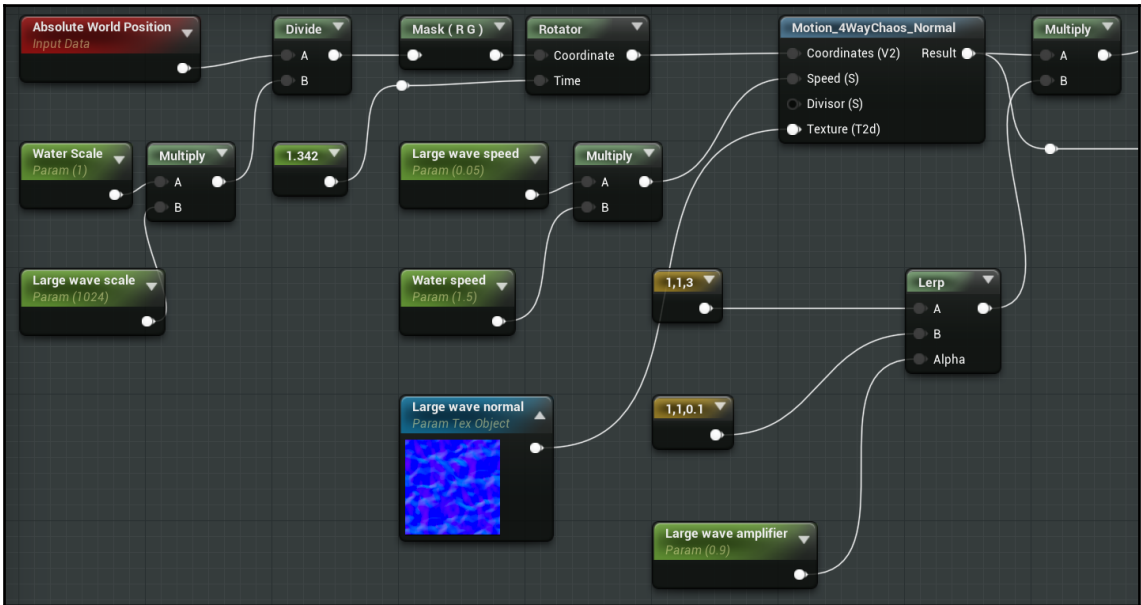 Absolute World Position
Input Data
Divide
A
B
Mask ( R G )
Rotator
Coordinate
Time
Motion_4WayChaos_Normal
Coordinates (V2) Result
Speed (S)
Divisor (S)
Texture (T2d)
Multiply
A
B
Water Scale
Param (1)
Multiply
A
B
1.342
Large wave speed
Param (0.05)
Multiply
A
B
Large wave scale
Param (1024)
Water speed
Param (1.5)
1,1,3
Lerp
A
B
Alpha
Large wave normal
Param Tex Object
1,1,0.1
Large wave amplifier
Param (0.9)